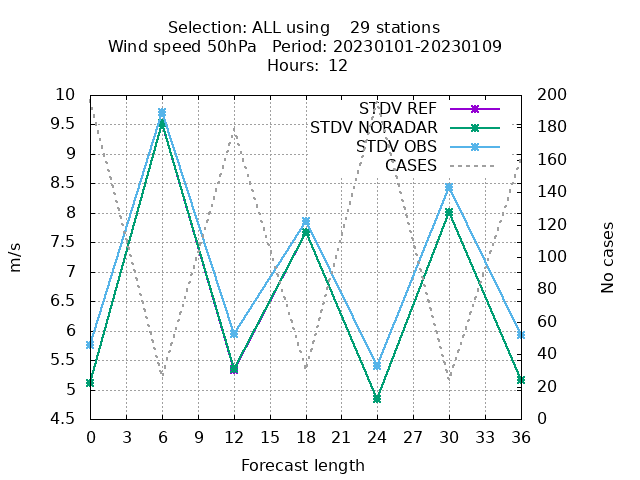 Selection: ALL using    29 stations
Wind speed 50hPa   Period: 20230101-20230109
Hours:  12
STDV REF
STDV NORADAR
STDV OBS
CASES
10
9.5
9
8.5
8
7.5
7
6.5
6
5.5
5
4.5
m/s
200
180
160
140
120
100
80
60
40
20
0
No cases
0 3 6 9 12 15 18 21 24 27 30 33 36
Forecast length